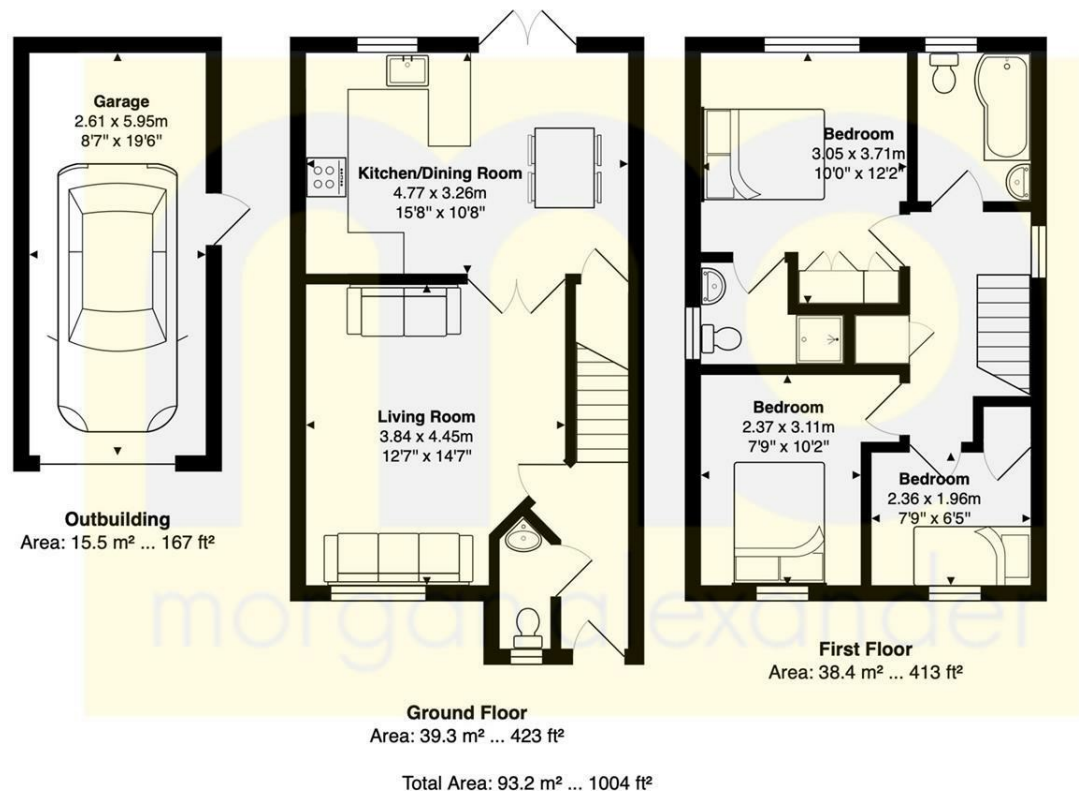 Garage
2.61 x 5.95m
8'7" x 19'6"
Outbuilding
Area: 15.5 m² ... 167 ft²
Kitchen/Dining Room
4.77 x 3.26m
15'8" x 10'8"
Living Room
3.84 x 4.45m
12'7" x 14'7"
Ground Floor
Area: 39.3 m² ... 423 ft²
Bedroom
3.05 x 3.71m
10'0" x 12'2"
Bedroom
2.37 x 3.11m
7'9" x 10'2"
Bedroom
2.36 x 1.96m
7'9" x 6'5"
First Floor
Area: 38.4 m² ... 413 ft²
Total Area: 93.2 m² ... 1004 ft²
ma
morgan alexander